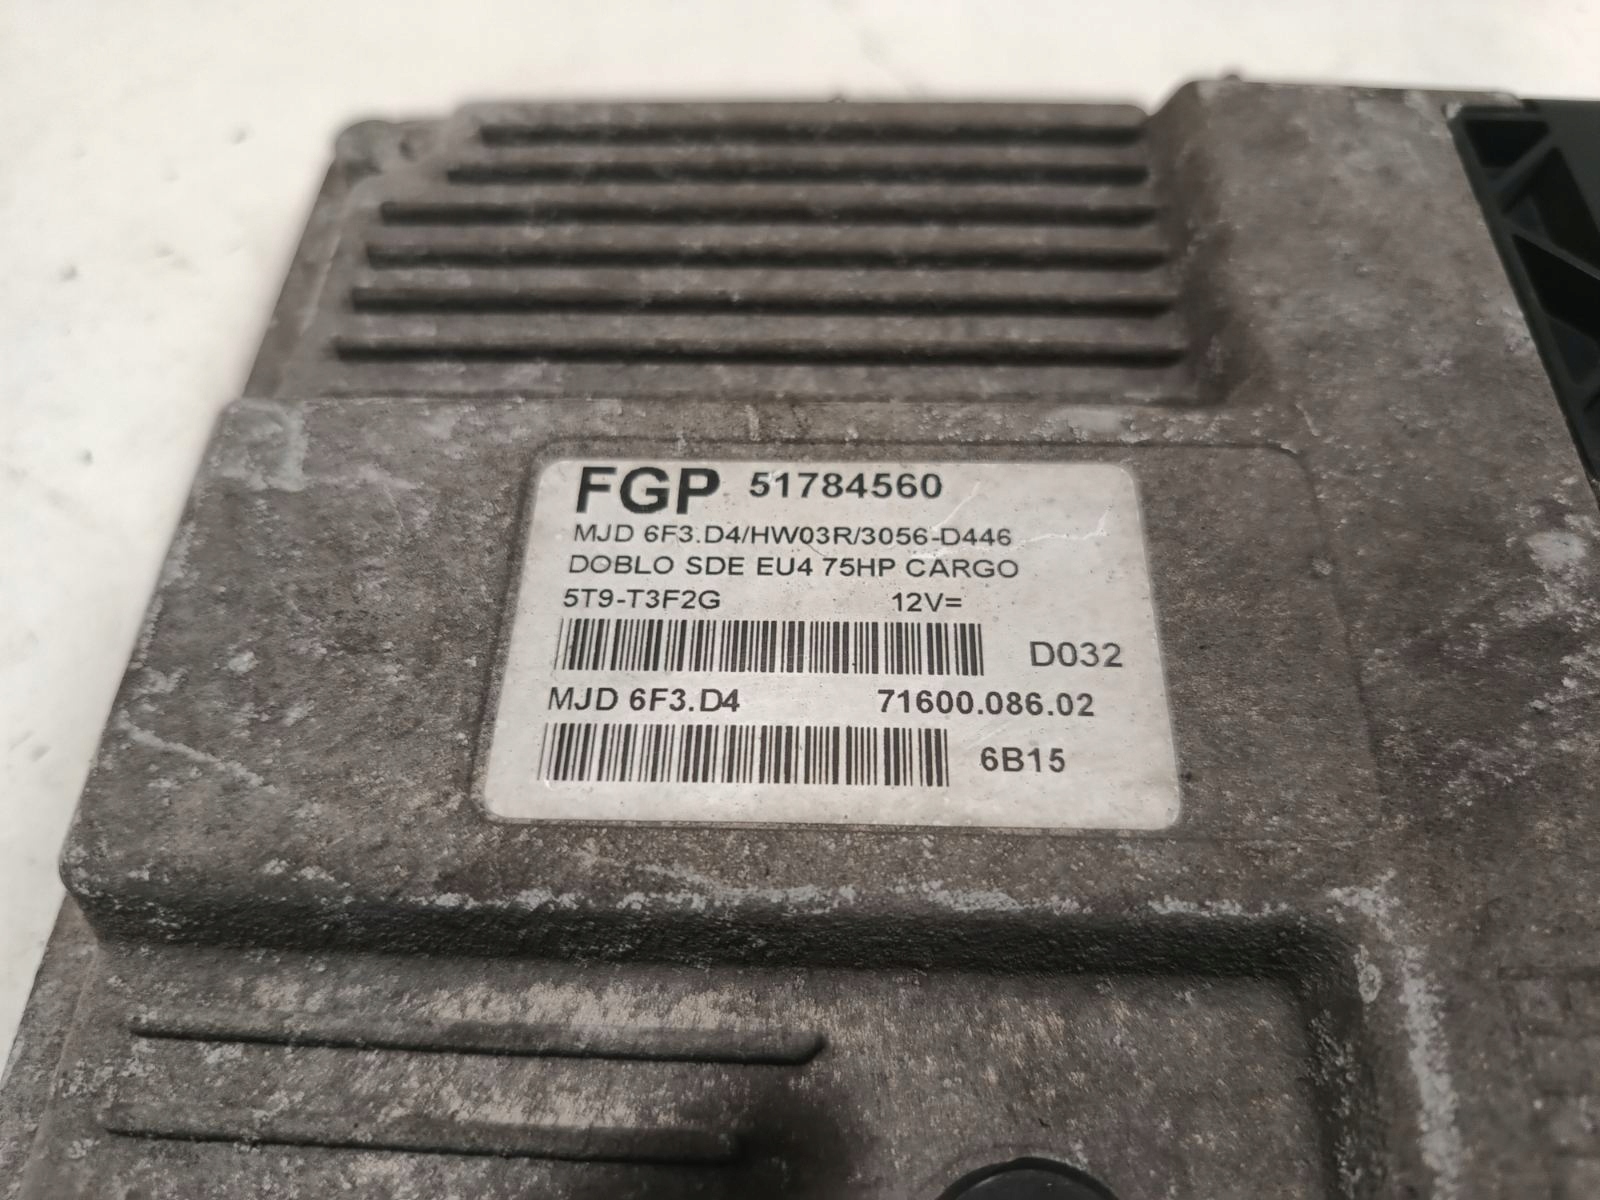 FGP 51784560
MJD 6F3.D4/HW03R/3056-D446
DOBLO SDE EU4 75HP CARGO
5T9-T3F2G 12V=
D032
MJD 6F3.D4 71600.086.02
6B15